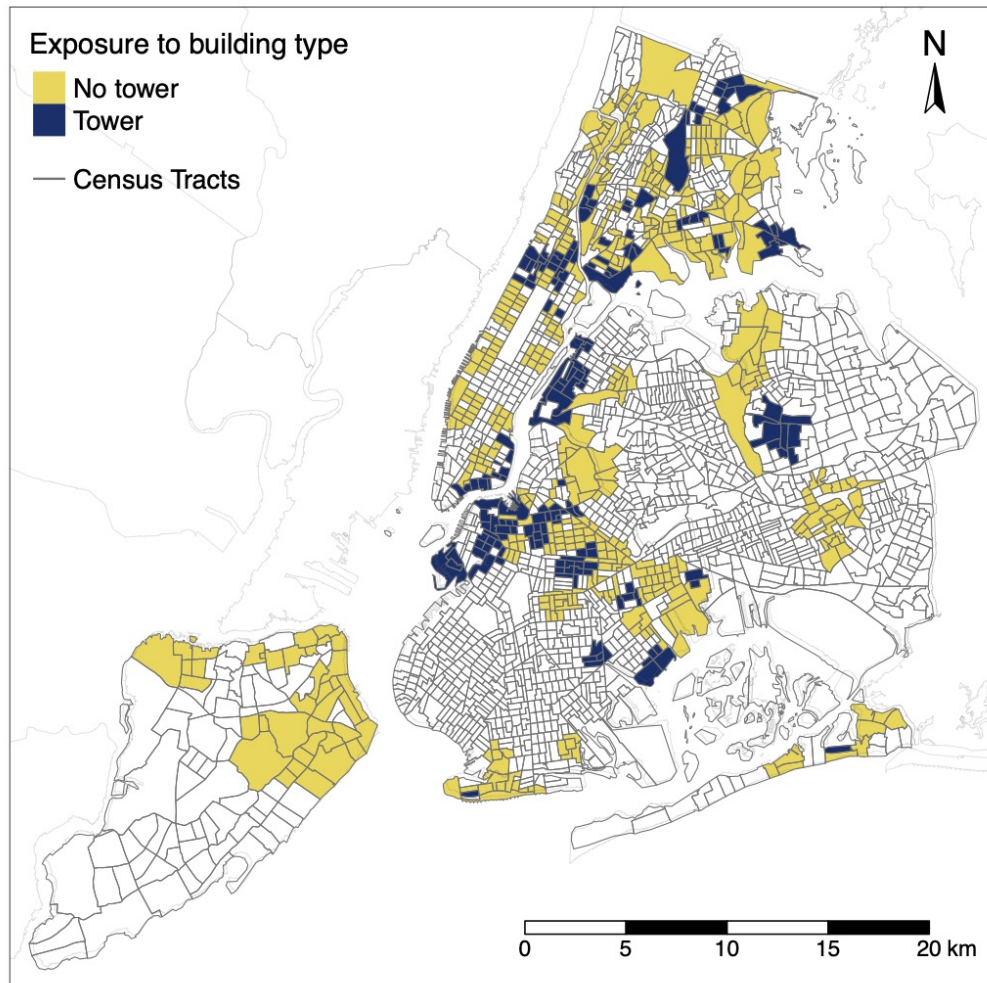 Exposure to building type
No tower
Tower
Census Tracts
N
0 5 10 15 20 km